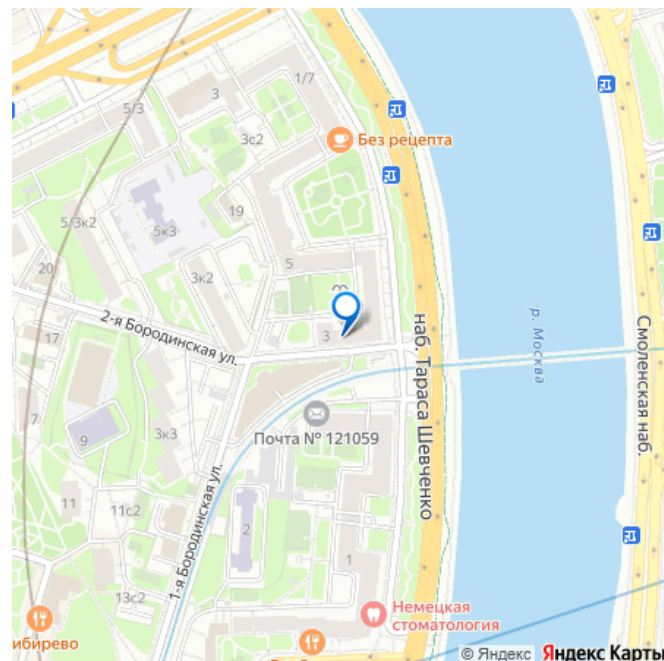 1/7
3
5/3
3с2
Без рецепта
19
5к3
5/3к2
5
3к2
20
2-я Бородинская ул.
3
17
наб. Тараса Шевченко
р. Москва
Смоленская наб.
7
9
3к3
Почта № 121059
1-я Бородинская ул.
11
11с2
2
1
13с2
Немецкая
стоматология
ибирево
© Яндекс Яндекс Карты